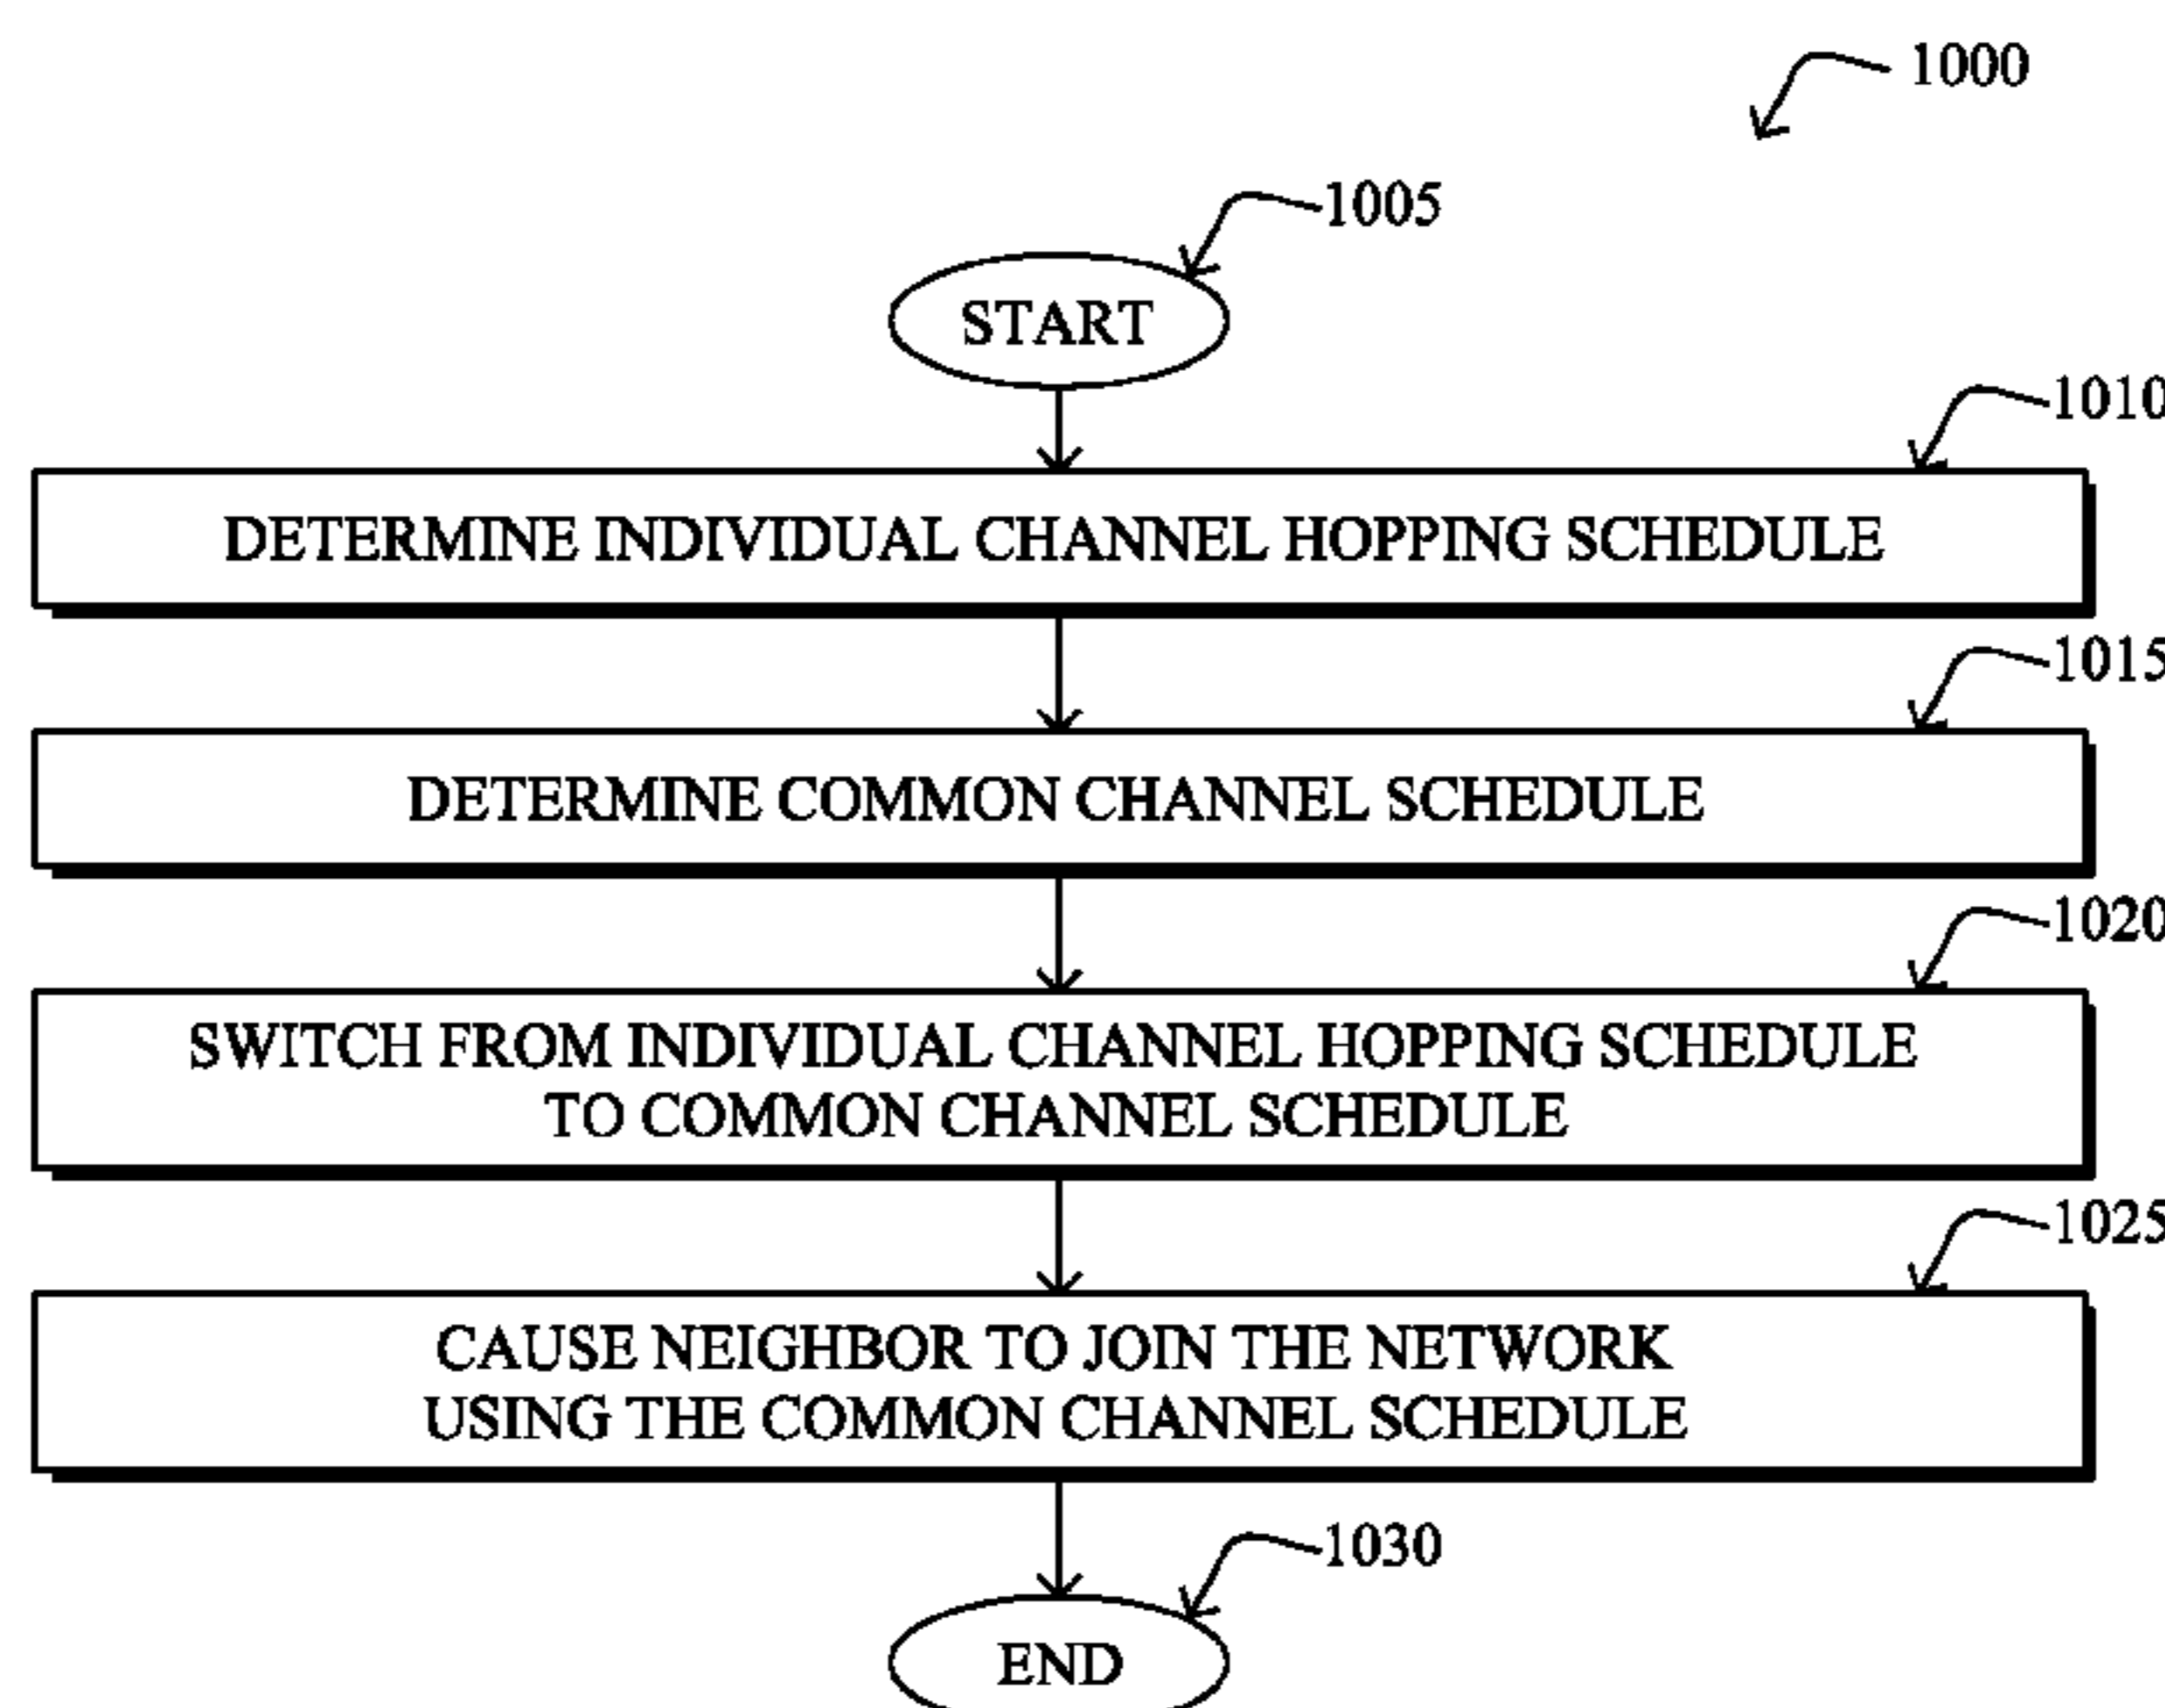 1000
1005
START
1010
DETERMINE INDIVIDUAL CHANNEL HOPPING SCHEDULE
1015
DETERMINE COMMON CHANNEL SCHEDULE
1020
SWITCH FROM INDIVIDUAL CHANNEL HOPPING SCHEDULE
TO COMMON CHANNEL SCHEDULE
1025
CAUSE NEIGHBOR TO JOIN THE NETWORK
USING THE COMMON CHANNEL SCHEDULE
1030
END